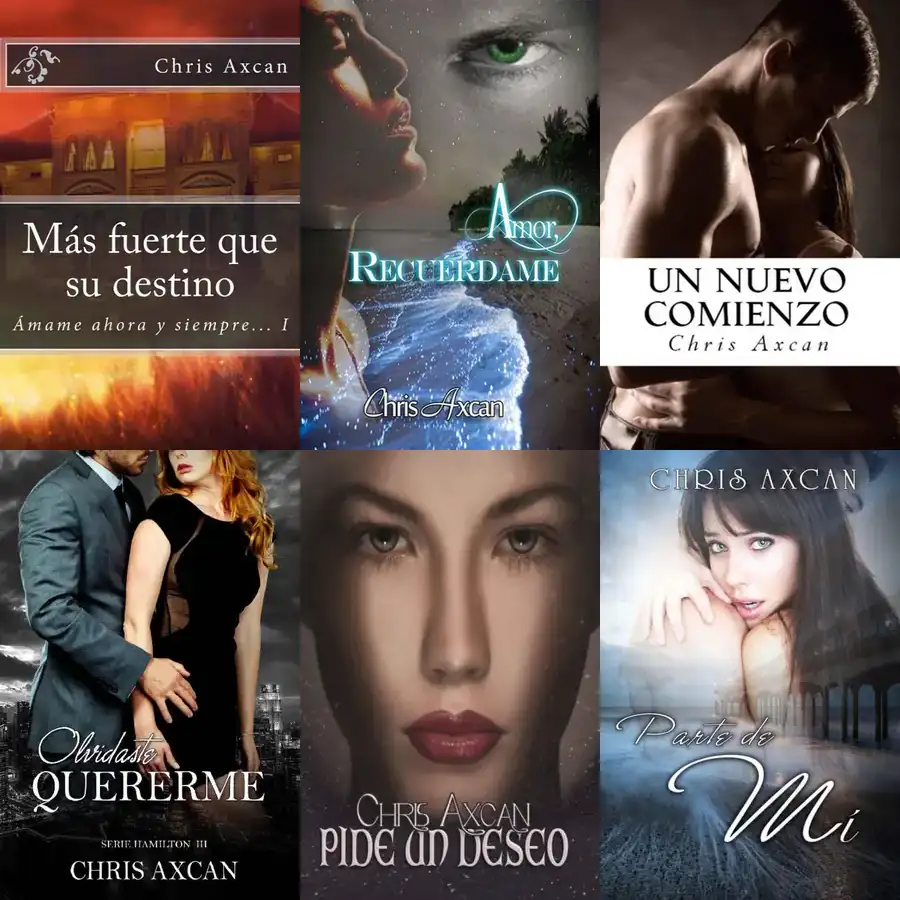 Chris Axcan
Más fuerte que
su destino
Ámame ahora y siempre... I
Amor,
RECUÉRDAME
Chris Axcan
UN NUEVO
COMIENZO
Chris Axcan
Olvidaste
QUERERME
SERIE HAMILTON III
CHRIS AXCAN
CHRIS AXCAN
PIDE UN DESEO
CHRIS AXCAN
Parte de
Mí